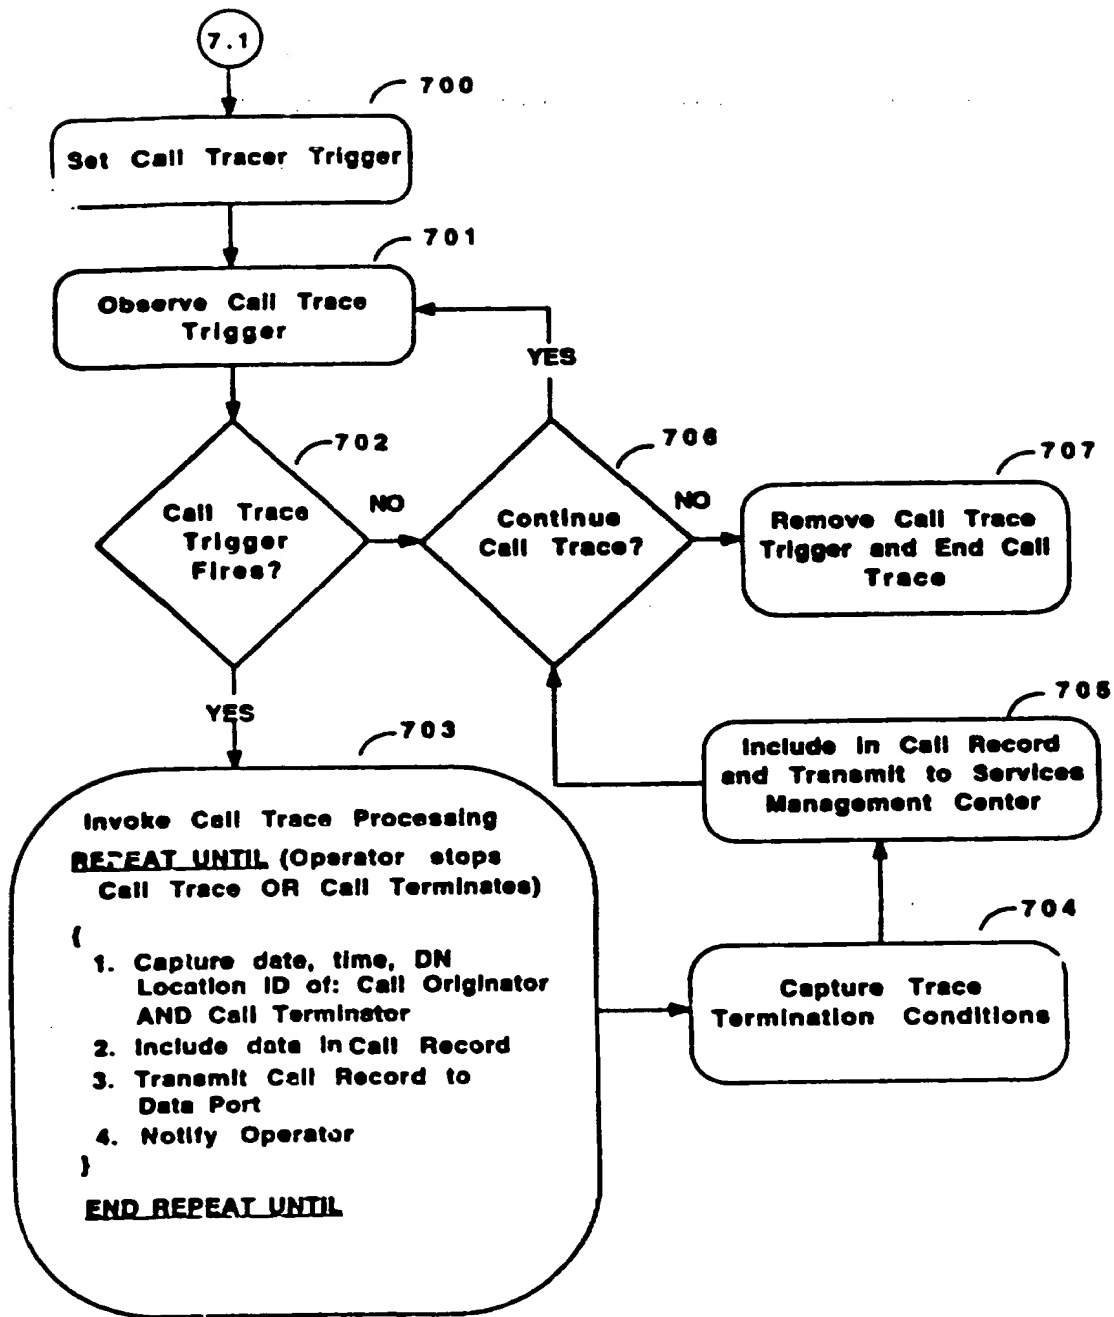 7.1
700
Set Call Tracer Trigger
701
Observe Call Trace
Trigger
YES
702
706
707
Call Trace
Trigger
Fires?
NO
Continue
Call Trace?
NO
Remove Call Trace
Trigger and End Call
Trace
YES
703
705
Include in Call Record
and Transmit to Services
Management Center
Invoke Call Trace Processing
REPEAT UNTIL (Operator stops
Call Trace OR Call Terminates)
{
1. Capture date, time, DN
Location ID of: Call Originator
AND Call Terminator
2. Include data in Call Record
3. Transmit Call Record to
Data Port
4. Notify Operator
}
END REPEAT UNTIL
704
Capture Trace
Termination Conditions